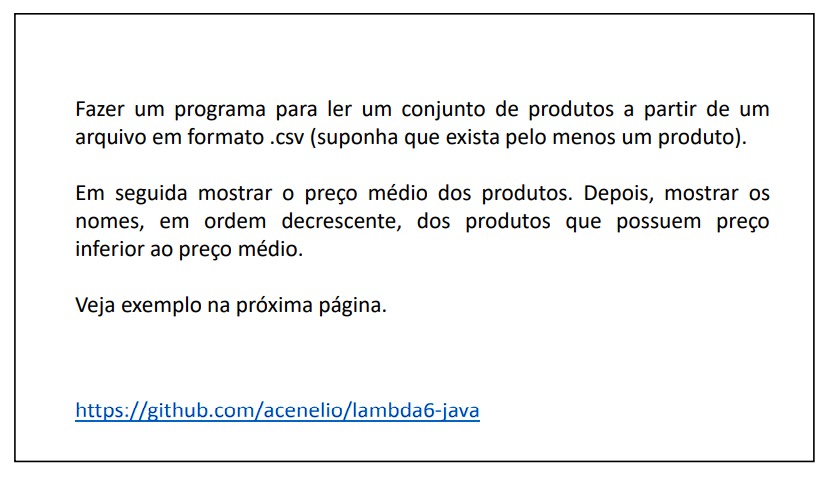 Fazer um programa para ler um conjunto de produtos a partir de um
arquivo em formato .csv (suponha que exista pelo menos um produto).
Em seguida mostrar o preço médio dos produtos. Depois, mostrar os
nomes, em ordem decrescente, dos produtos que possuem preço
inferior ao preço médio.
Veja exemplo na próxima página.
https://github.com/acenelio/lambda6-java